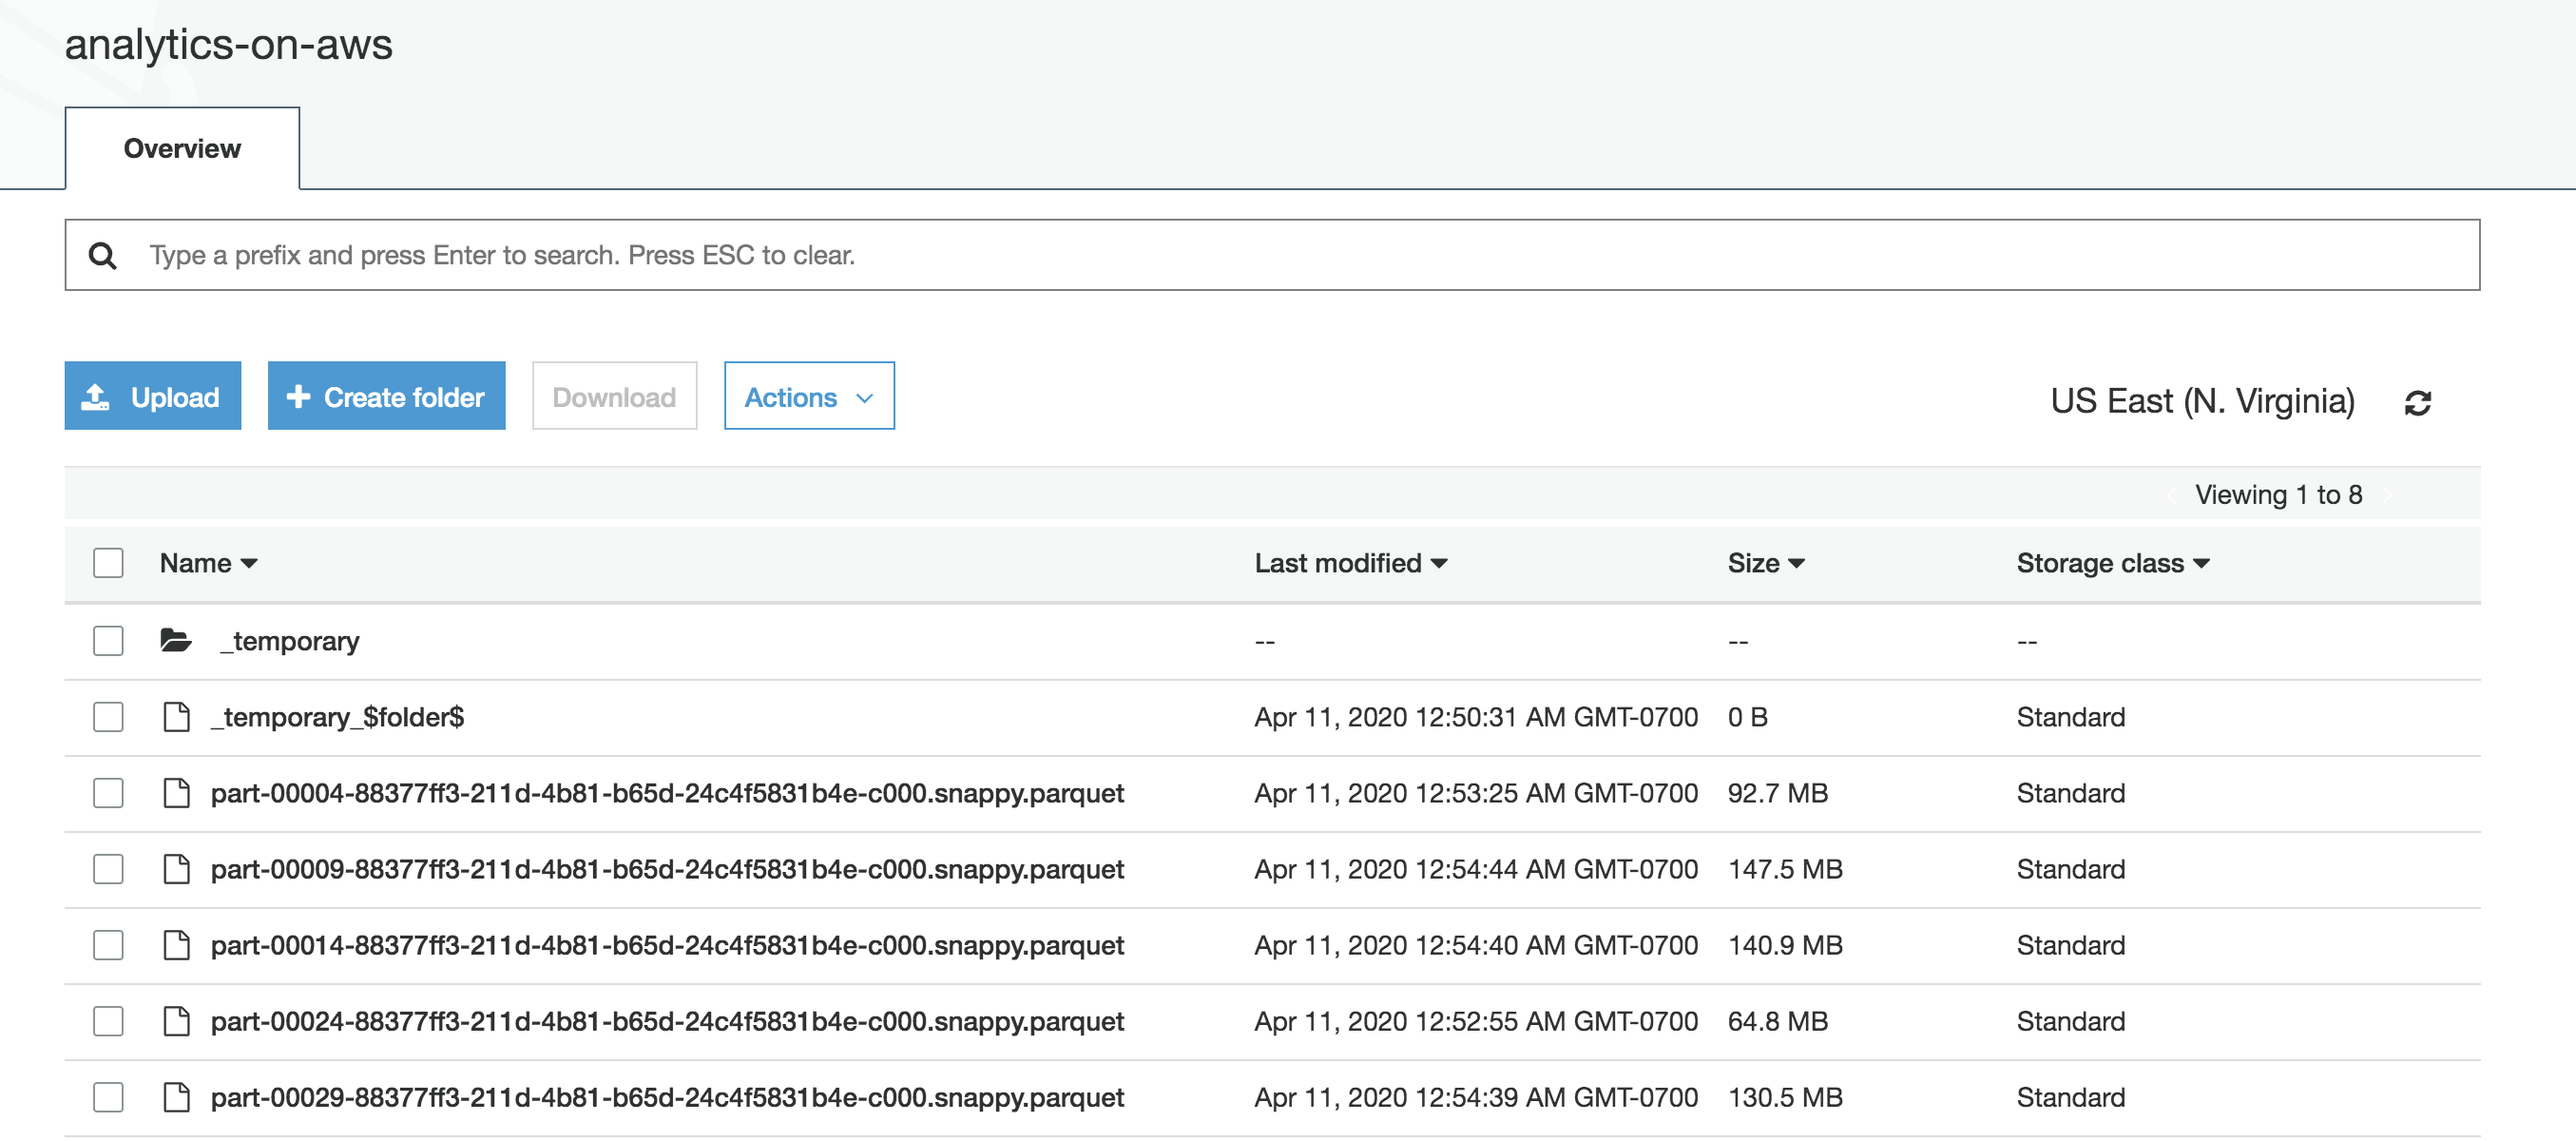 analytics-on-aws
Overview
Type a prefix and press Enter to search. Press ESC to clear.
Upload Create folder Download Actions US East (N. Virginia)
Viewing 1 to 8
Name Last modified Size Storage class
_temporary -- -- --
_temporary_$folder$ Apr 11, 2020 12:50:31 AM GMT-0700 0 B Standard
part-00004-88377ff3-211d-4b81-b65d-24c4f5831b4e-c000.snappy.parquet Apr 11, 2020 12:53:25 AM GMT-0700 92.7 MB Standard
part-00009-88377ff3-211d-4b81-b65d-24c4f5831b4e-c000.snappy.parquet Apr 11, 2020 12:54:44 AM GMT-0700 147.5 MB Standard
part-00014-88377ff3-211d-4b81-b65d-24c4f5831b4e-c000.snappy.parquet Apr 11, 2020 12:54:40 AM GMT-0700 140.9 MB Standard
part-00024-88377ff3-211d-4b81-b65d-24c4f5831b4e-c000.snappy.parquet Apr 11, 2020 12:52:55 AM GMT-0700 64.8 MB Standard
part-00029-88377ff3-211d-4b81-b65d-24c4f5831b4e-c000.snappy.parquet Apr 11, 2020 12:54:39 AM GMT-0700 130.5 MB Standard